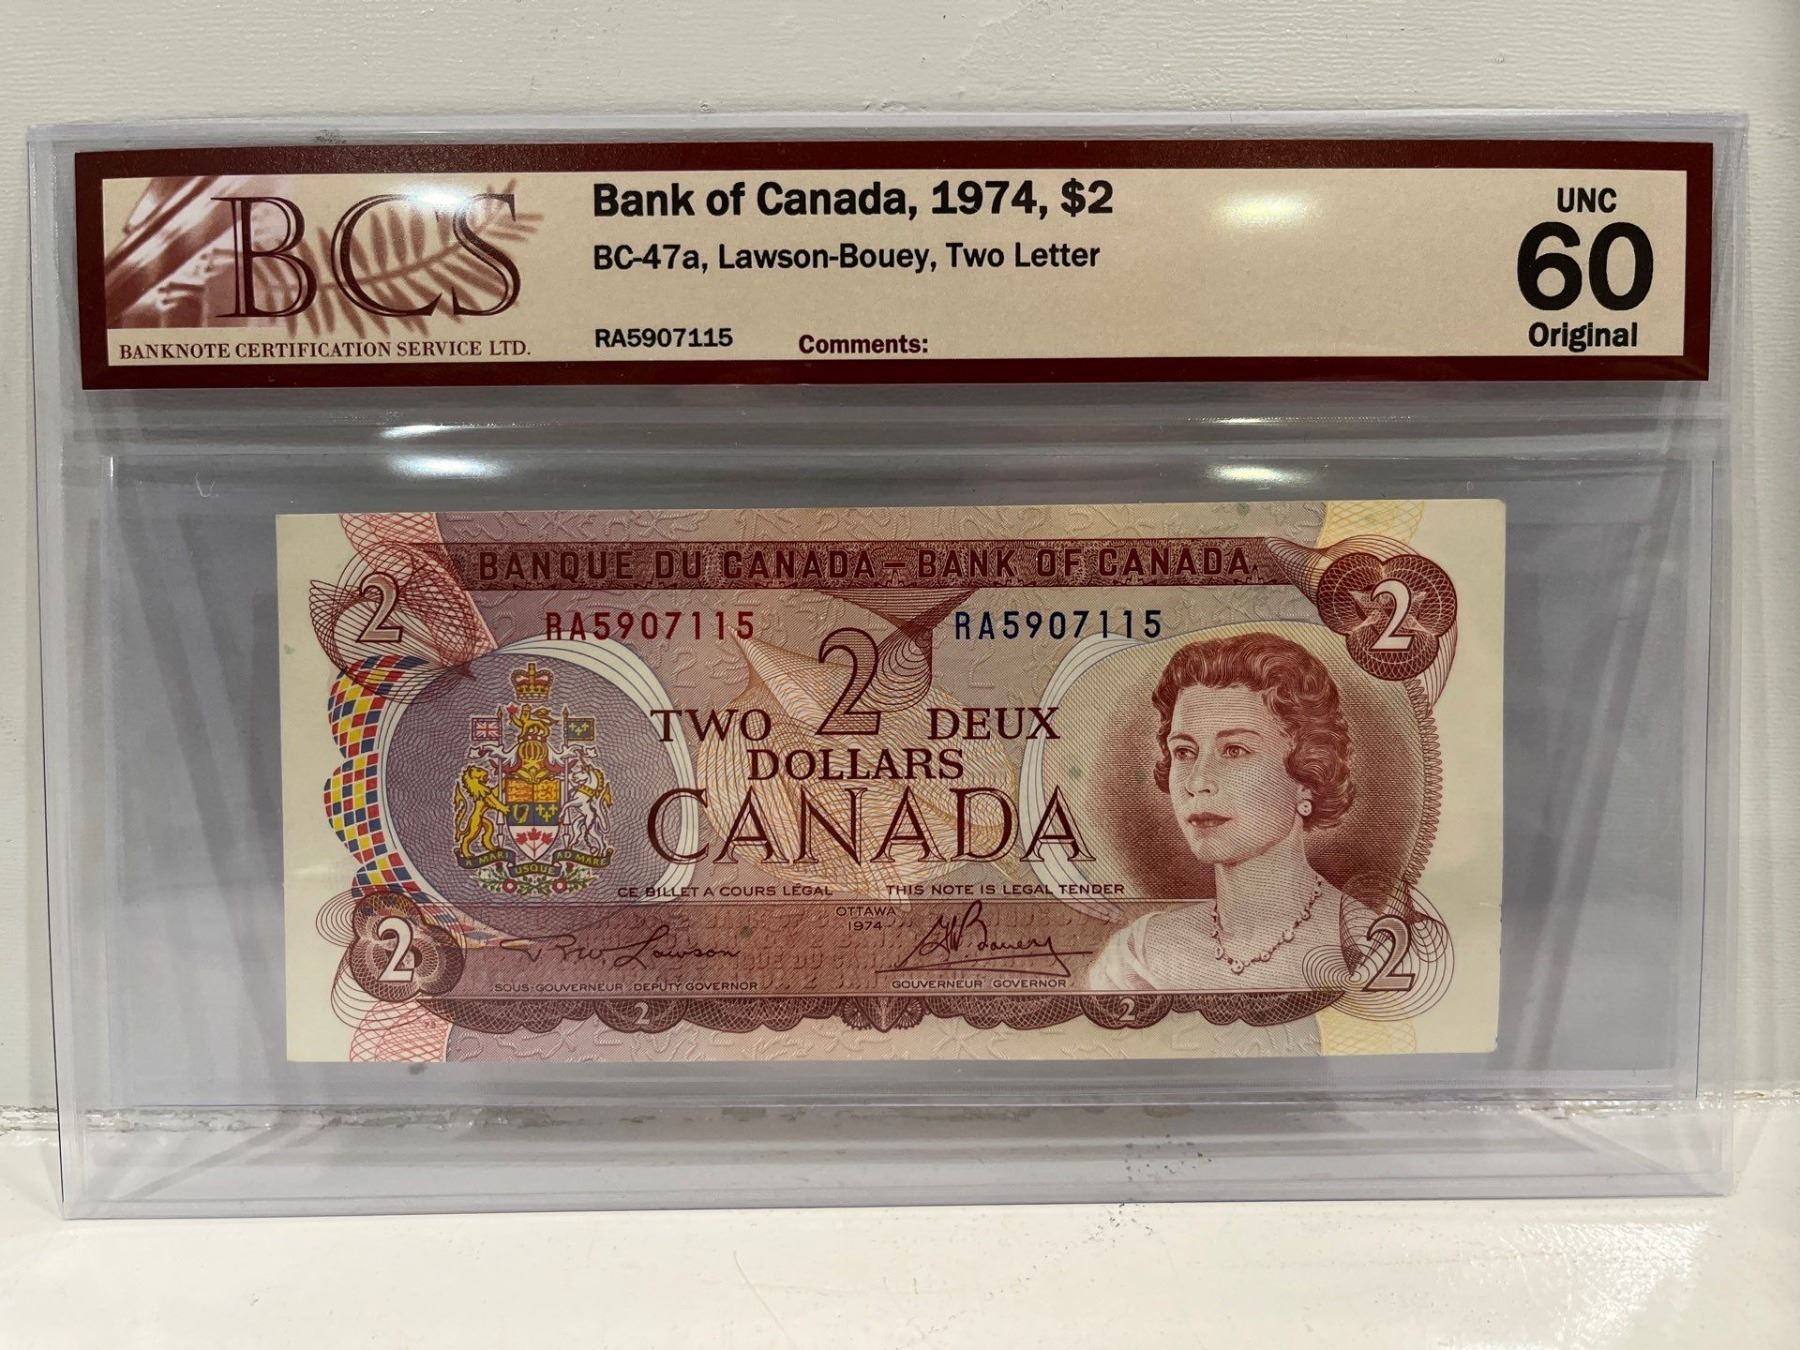 BCS
BANKNOTE CERTIFICATION SERVICE LTD.
Bank of Canada, 1974, $2
BC-47a, Lawson-Bouey, Two Letter
RA5907115 Comments:
UNC
60
Original
BANQUE DU CANADA — BANK OF CANADA
2 2
RA5907115 RA5907115
2
TWO DEUX
DOLLARS
CANADA
A MARI USQUE AD MARE
CE BILLET A COURS LÉGAL THIS NOTE IS LEGAL TENDER
OTTAWA
1974
R.W. Lawson G.K. Bouey
SOUS-GOUVERNEUR DEPUTY GOVERNOR GOUVERNEUR GOVERNOR
2 2
2 2